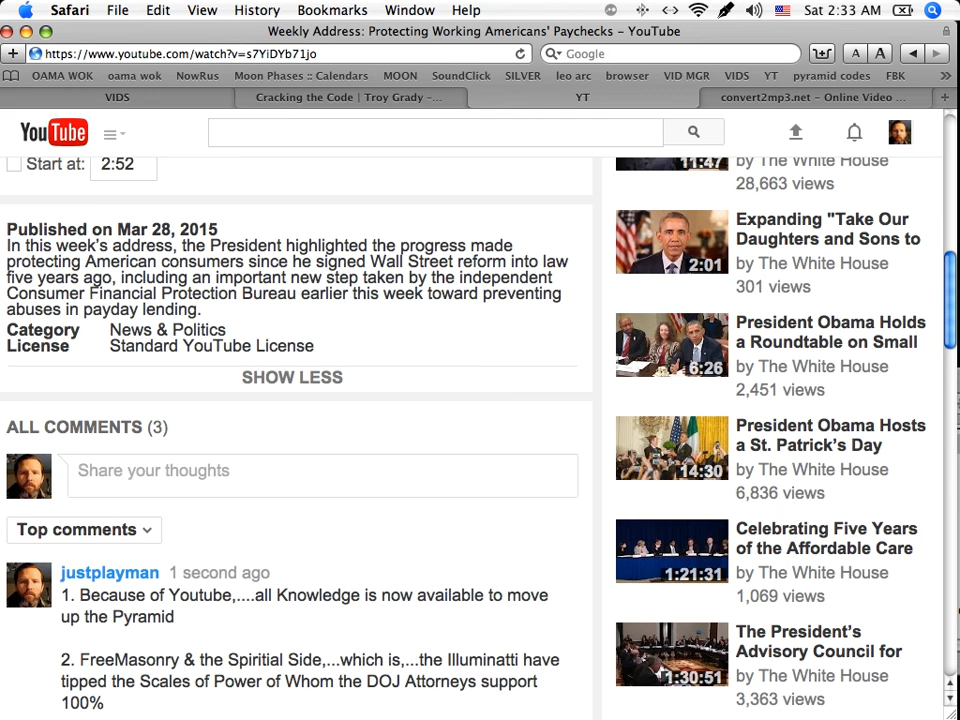 Safari File Edit View History Bookmarks Window Help Sat 2:33 AM
Weekly Address: Protecting Working Americans' Paychecks – YouTube
https://www.youtube.com/watch?v=s7YiDYb71jo
Google
A A
OAMA WOK oama wok NowRus Moon Phases :: Calendars MOON SoundClick SILVER leo arc browser VID MGR VIDS YT pyramid codes FBK »
VIDS Cracking the Code | Troy Grady –... YT convert2mp3.net – Online Video ... +
YouTube
Start at: 2:52
Published on Mar 28, 2015
In this week's address, the President highlighted the progress made
protecting American consumers since he signed Wall Street reform into law
five years ago, including an important new step taken by the independent
Consumer Financial Protection Bureau earlier this week toward preventing
abuses in payday lending.
Category News & Politics
License Standard YouTube License
SHOW LESS
ALL COMMENTS (3)
Share your thoughts
Top comments
justplayman 1 second ago
1. Because of Youtube,....all Knowledge is now available to move
up the Pyramid
2. FreeMasonry & the Spiritial Side,...which is,...the Illuminatti have
tipped the Scales of Power of Whom the DOJ Attorneys support
100%
11:47
by The White House
28,663 views
2:01
Expanding "Take Our
Daughters and Sons to
by The White House
301 views
6:26
President Obama Holds
a Roundtable on Small
by The White House
2,451 views
14:30
President Obama Hosts
a St. Patrick's Day
by The White House
6,836 views
1:21:31
Celebrating Five Years
of the Affordable Care
by The White House
1,069 views
1:30:51
The President's
Advisory Council for
by The White House
3,363 views